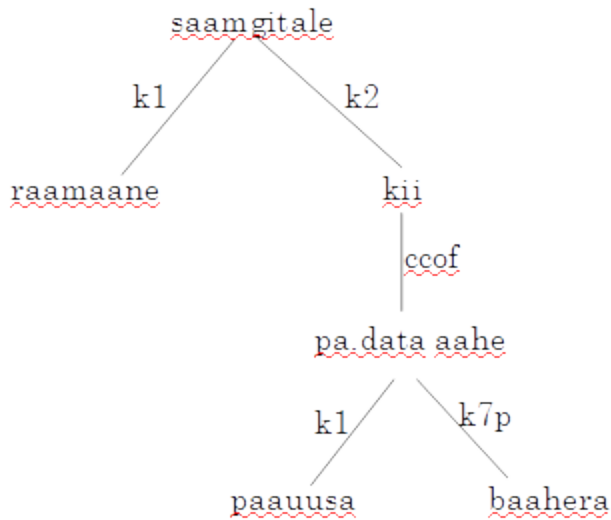 saamgitale
k1 k2
raamaane kii
ccof
pa.data aahe
k1 k7p
paauusa baahera